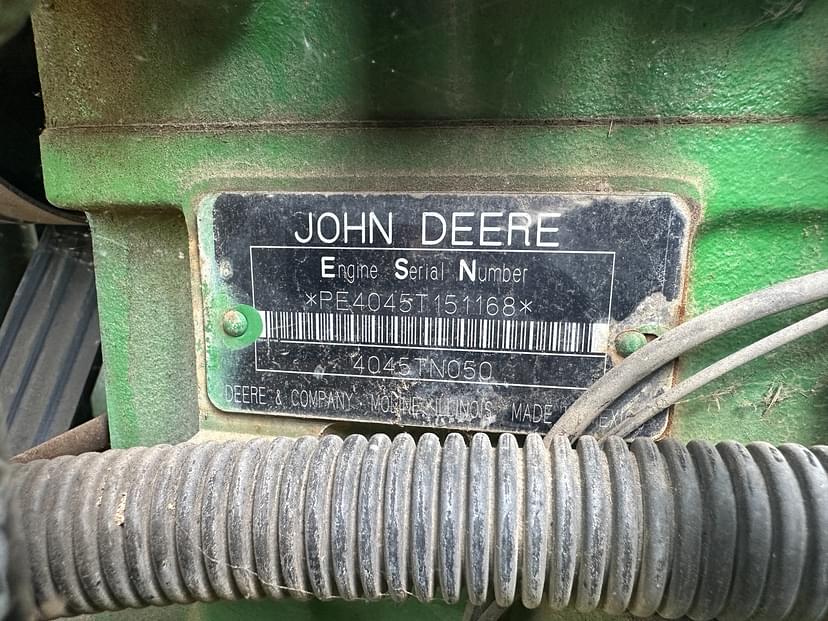 JOHN DEERE
Engine Serial Number
*PE4045T151168*
4045TN050
DEERE & COMPANY MOLINE ILLINOIS MADE